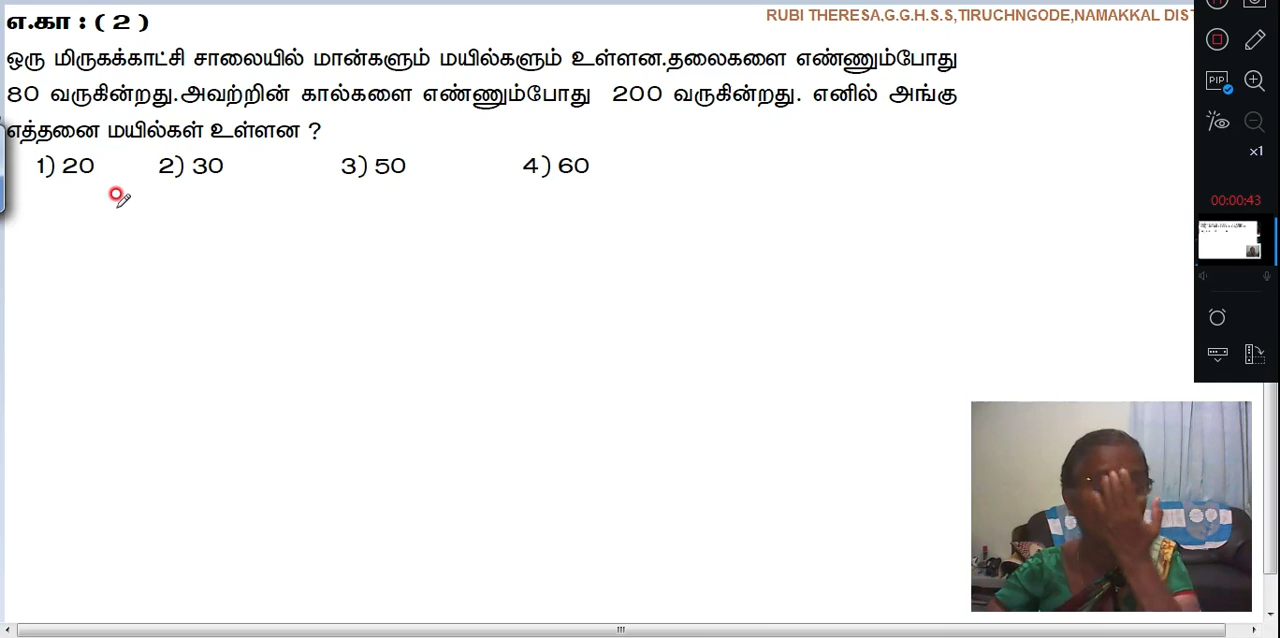 எ.கா : ( 2 )
RUBI THERESA,G.G.H.S.S,TIRUCHNGODE,NAMAKKAL DIST
ஒரு மிருகக்காட்சி சாலையில் மான்களும் மயில்களும் உள்ளன.தலைகளை எண்ணும்போது
80 வருகின்றது.அவற்றின் கால்களை எண்ணும்போது 200 வருகின்றது. எனில் அங்கு
எத்தனை மயில்கள் உள்ளன ?
1) 20 2) 30 3) 50 4) 60
PIP
x1
00:00:43